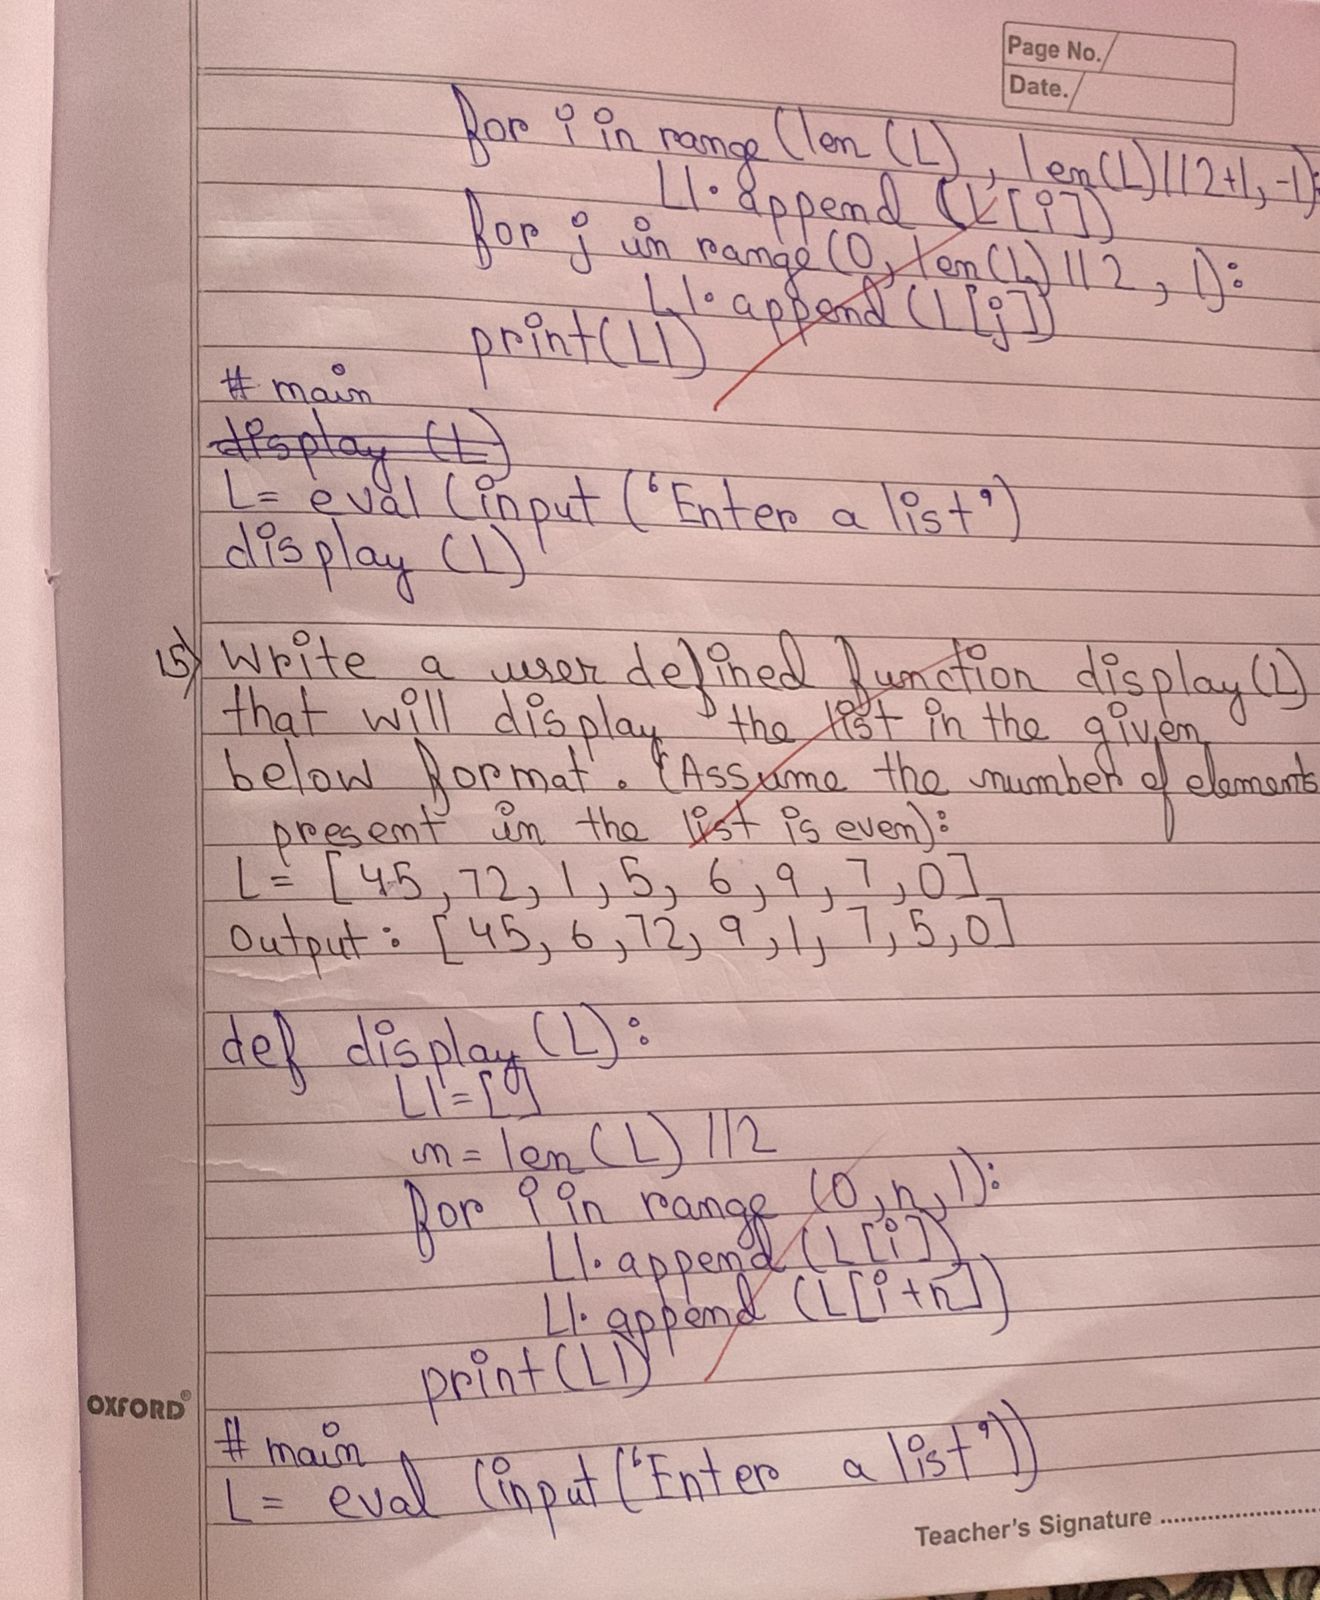 Page No.
Date.
for i in range (len (L), len(L)//2+1, -1):
L1.append (L[i])
for j in range (0, len(L)//2, 1):
L1.append (L[j])
print(L1)
# main
display (L)
L= eval (input ('Enter a list')
display (L)
15) Write a user defined function display(L)
that will display the list in the given
below format. (Assume the number of elements
present in the list is even):
L= [45,72,1,5,6,9,7,0]
Output: [45,6,72,9,1,7,5,0]
def display (L):
L1=[]
n= len(L) //2
for i in range (0,n,1):
L1.append (L[i])
L1.append (L[i+n])
print(L1)
OXFORD®
# main
L= eval (input ('Enter a list'))
Teacher's Signature